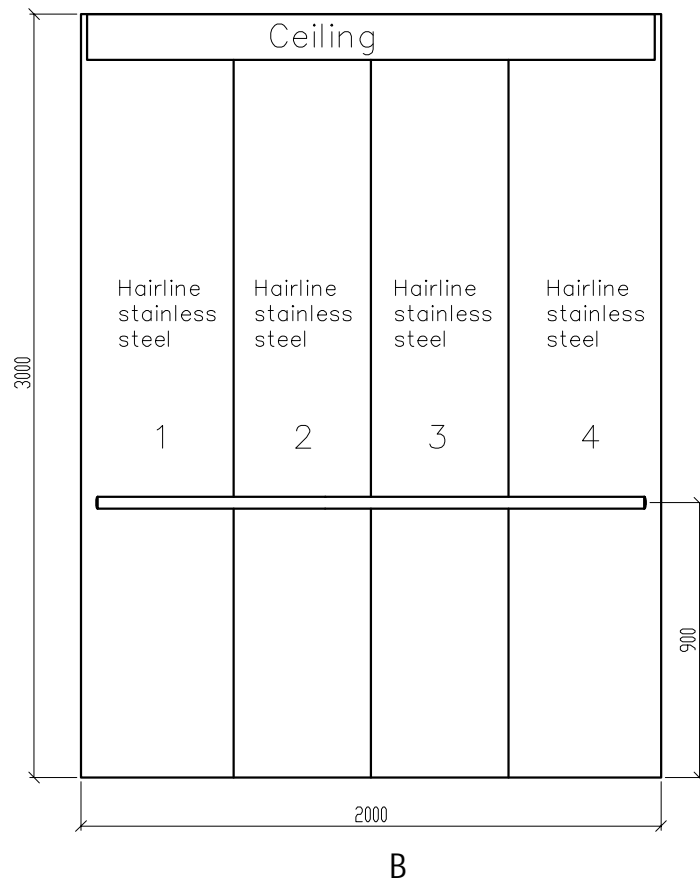 Ceiling
Hairline
stainless
steel
1
Hairline
stainless
steel
2
Hairline
stainless
steel
3
Hairline
stainless
steel
4
3000
900
2000
B